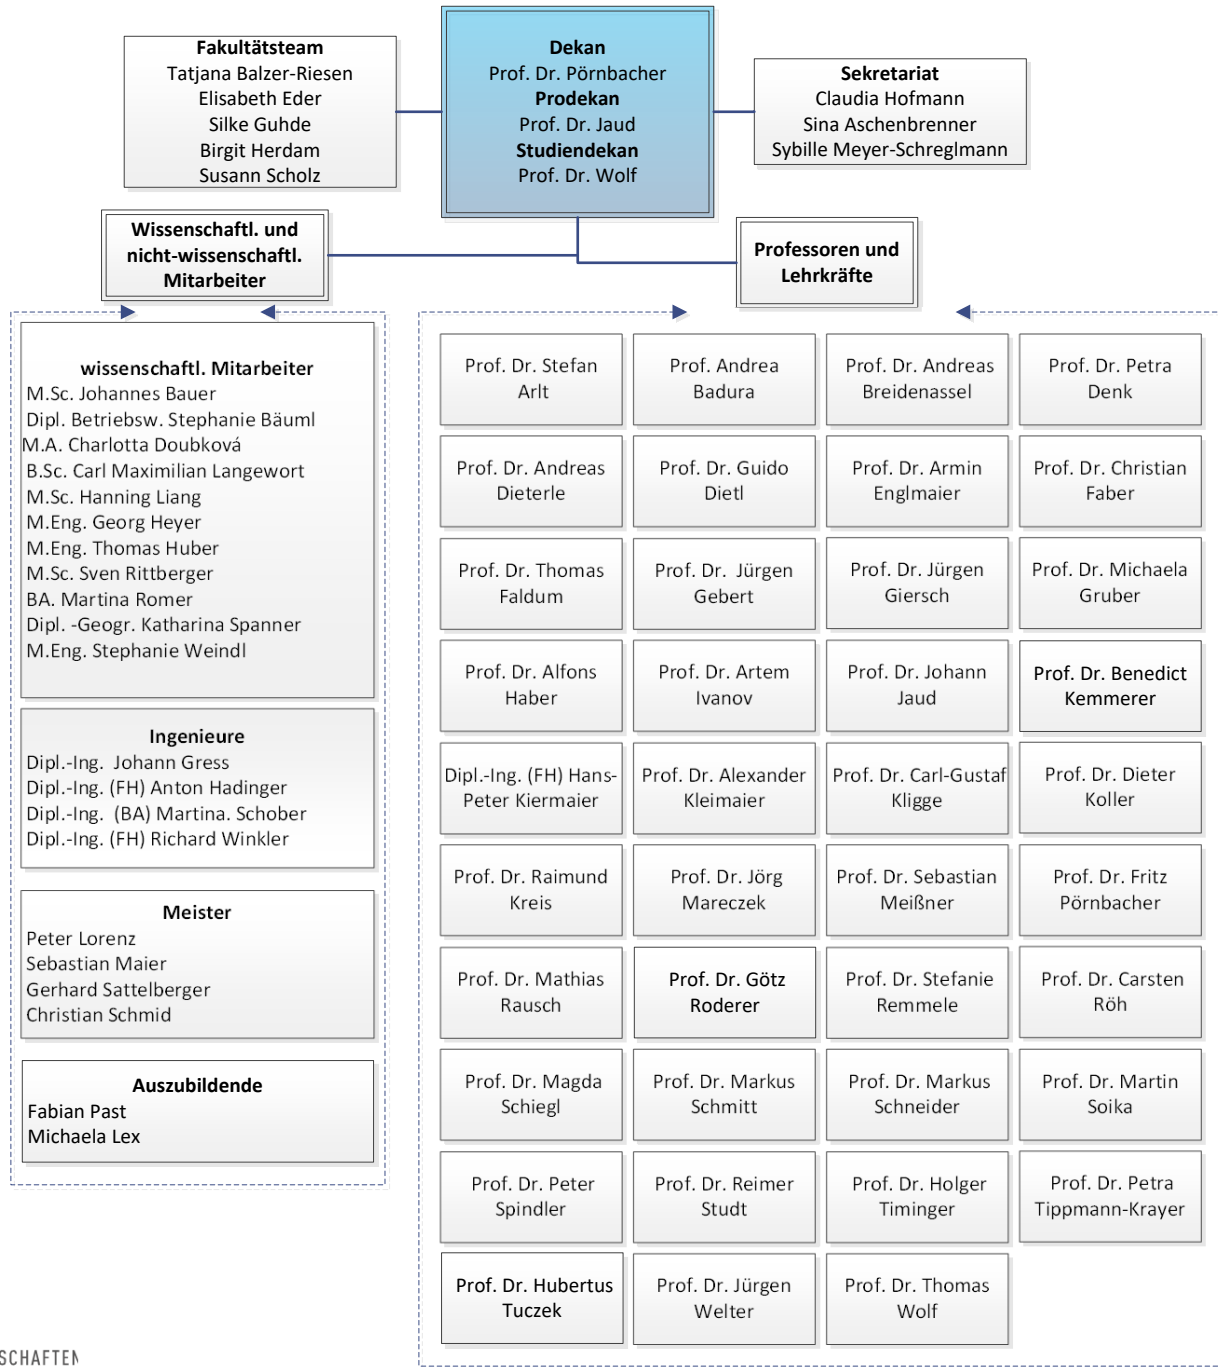 Fakultätsteam
Tatjana Balzer-Riesen
Elisabeth Eder
Silke Guhde
Birgit Herdam
Susann Scholz
Dekan
Prof. Dr. Pörnbacher
Prodekan
Prof. Dr. Jaud
Studiendekan
Prof. Dr. Wolf
Sekretariat
Claudia Hofmann
Sina Aschenbrenner
Sybille Meyer-Schreglmann
Wissenschaftl. und
nicht-wissenschaftl.
Mitarbeiter
Professoren und
Lehrkräfte
wissenschaftl. Mitarbeiter
M.Sc. Johannes Bauer
Dipl. Betriebsw. Stephanie Bäuml
M.A. Charlotta Doubková
B.Sc. Carl Maximilian Langewort
M.Sc. Hanning Liang
M.Eng. Georg Heyer
M.Eng. Thomas Huber
M.Sc. Sven Rittberger
BA. Martina Romer
Dipl. -Geogr. Katharina Spanner
M.Eng. Stephanie Weindl
Ingenieure
Dipl.-Ing. Johann Gress
Dipl.-Ing. (FH) Anton Hadinger
Dipl.-Ing. (BA) Martina. Schober
Dipl.-Ing. (FH) Richard Winkler
Meister
Peter Lorenz
Sebastian Maier
Gerhard Sattelberger
Christian Schmid
Auszubildende
Fabian Past
Michaela Lex
Prof. Dr. Stefan
Arlt
Prof. Andrea
Badura
Prof. Dr. Andreas
Breidenassel
Prof. Dr. Petra
Denk
Prof. Dr. Andreas
Dieterle
Prof. Dr. Guido
Dietl
Prof. Dr. Armin
Englmaier
Prof. Dr. Christian
Faber
Prof. Dr. Thomas
Faldum
Prof. Dr. Jürgen
Gebert
Prof. Dr. Jürgen
Giersch
Prof. Dr. Michaela
Gruber
Prof. Dr. Alfons
Haber
Prof. Dr. Artem
Ivanov
Prof. Dr. Johann
Jaud
Prof. Dr. Benedict
Kemmerer
Dipl.-Ing. (FH) Hans-
Peter Kiermaier
Prof. Dr. Alexander
Kleimaier
Prof. Dr. Carl-Gustaf
Kligge
Prof. Dr. Dieter
Koller
Prof. Dr. Raimund
Kreis
Prof. Dr. Jörg
Mareczek
Prof. Dr. Sebastian
Meißner
Prof. Dr. Fritz
Pörnbacher
Prof. Dr. Mathias
Rausch
Prof. Dr. Götz
Roderer
Prof. Dr. Stefanie
Remmele
Prof. Dr. Carsten
Röh
Prof. Dr. Magda
Schiegl
Prof. Dr. Markus
Schmitt
Prof. Dr. Markus
Schneider
Prof. Dr. Martin
Soika
Prof. Dr. Peter
Spindler
Prof. Dr. Reimer
Studt
Prof. Dr. Holger
Timinger
Prof. Dr. Petra
Tippmann-Krayer
Prof. Dr. Hubertus
Tuczek
Prof. Dr. Jürgen
Welter
Prof. Dr. Thomas
Wolf
SCHAFTEN